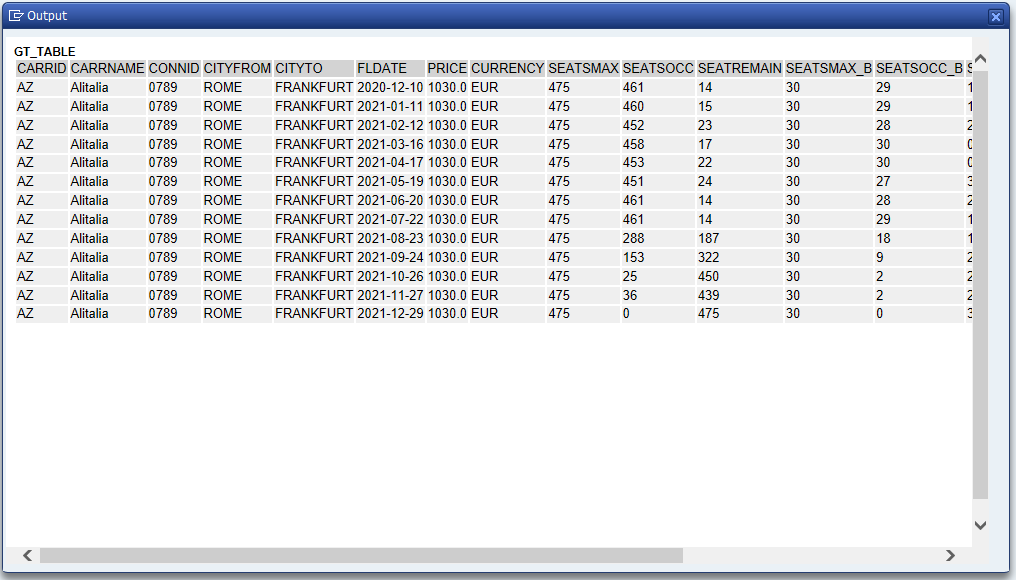 Output
GT_TABLE
CARRID CARRNAME CONNID CITYFROM CITYTO FLDATE PRICE CURRENCY SEATSMAX SEATSOCC SEATREMAIN SEATSMAX_B SEATSOCC_B
AZ Alitalia 0789 ROME FRANKFURT 2020-12-10 1030.0 EUR 475 461 14 30 29
AZ Alitalia 0789 ROME FRANKFURT 2021-01-11 1030.0 EUR 475 460 15 30 29
AZ Alitalia 0789 ROME FRANKFURT 2021-02-12 1030.0 EUR 475 452 23 30 28
AZ Alitalia 0789 ROME FRANKFURT 2021-03-16 1030.0 EUR 475 458 17 30 30
AZ Alitalia 0789 ROME FRANKFURT 2021-04-17 1030.0 EUR 475 453 22 30 30
AZ Alitalia 0789 ROME FRANKFURT 2021-05-19 1030.0 EUR 475 451 24 30 27
AZ Alitalia 0789 ROME FRANKFURT 2021-06-20 1030.0 EUR 475 461 14 30 28
AZ Alitalia 0789 ROME FRANKFURT 2021-07-22 1030.0 EUR 475 461 14 30 29
AZ Alitalia 0789 ROME FRANKFURT 2021-08-23 1030.0 EUR 475 288 187 30 18
AZ Alitalia 0789 ROME FRANKFURT 2021-09-24 1030.0 EUR 475 153 322 30 9
AZ Alitalia 0789 ROME FRANKFURT 2021-10-26 1030.0 EUR 475 25 450 30 2
AZ Alitalia 0789 ROME FRANKFURT 2021-11-27 1030.0 EUR 475 36 439 30 2
AZ Alitalia 0789 ROME FRANKFURT 2021-12-29 1030.0 EUR 475 0 475 30 0